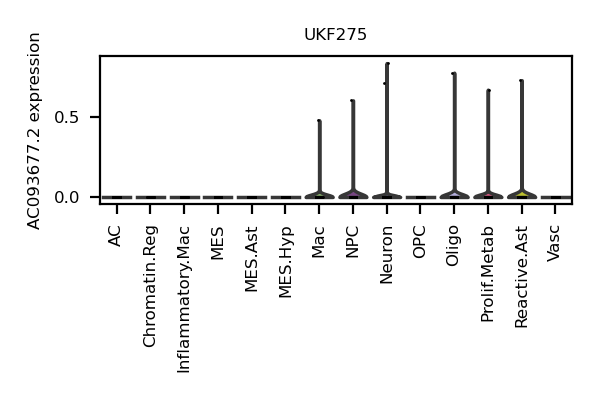 UKF275
AC093677.2 expression
0.5
0.0
AC
Chromatin.Reg
Inflammatory.Mac
MES
MES.Ast
MES.Hyp
Mac
NPC
Neuron
OPC
Oligo
Prolif.Metab
Reactive.Ast
Vasc